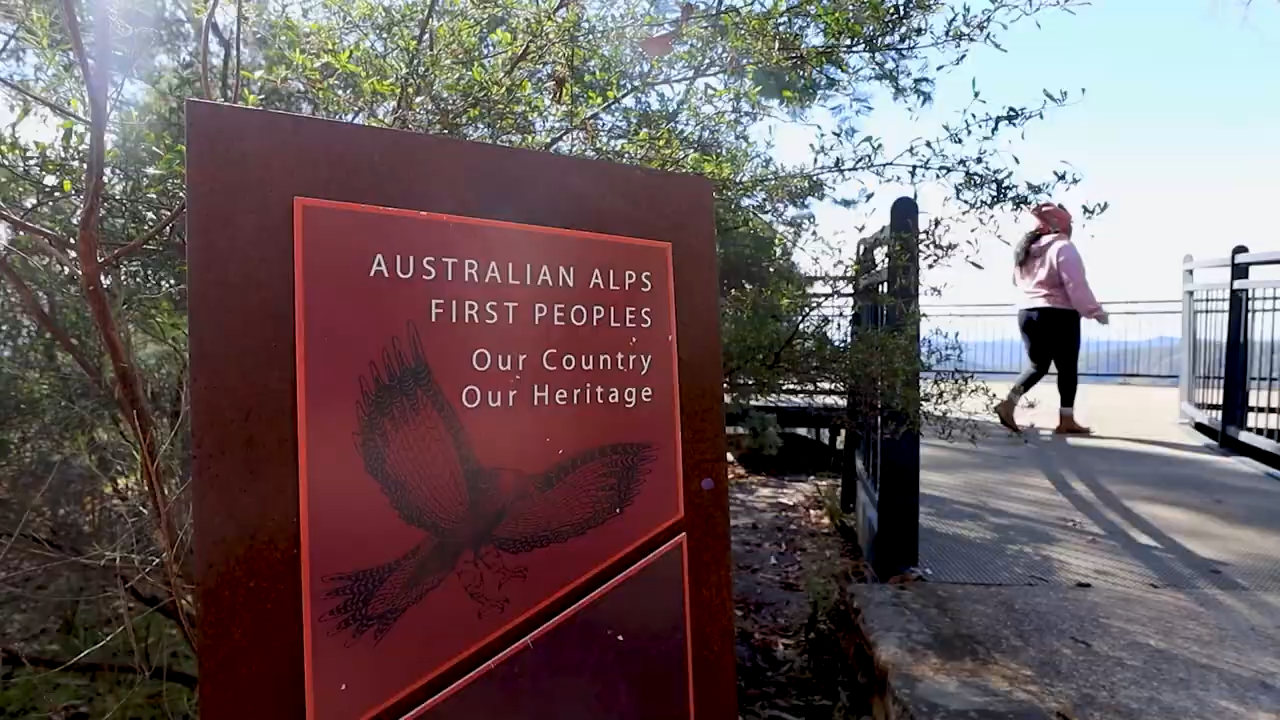 AUSTRALIAN ALPS
FIRST PEOPLES
Our Country
Our Heritage